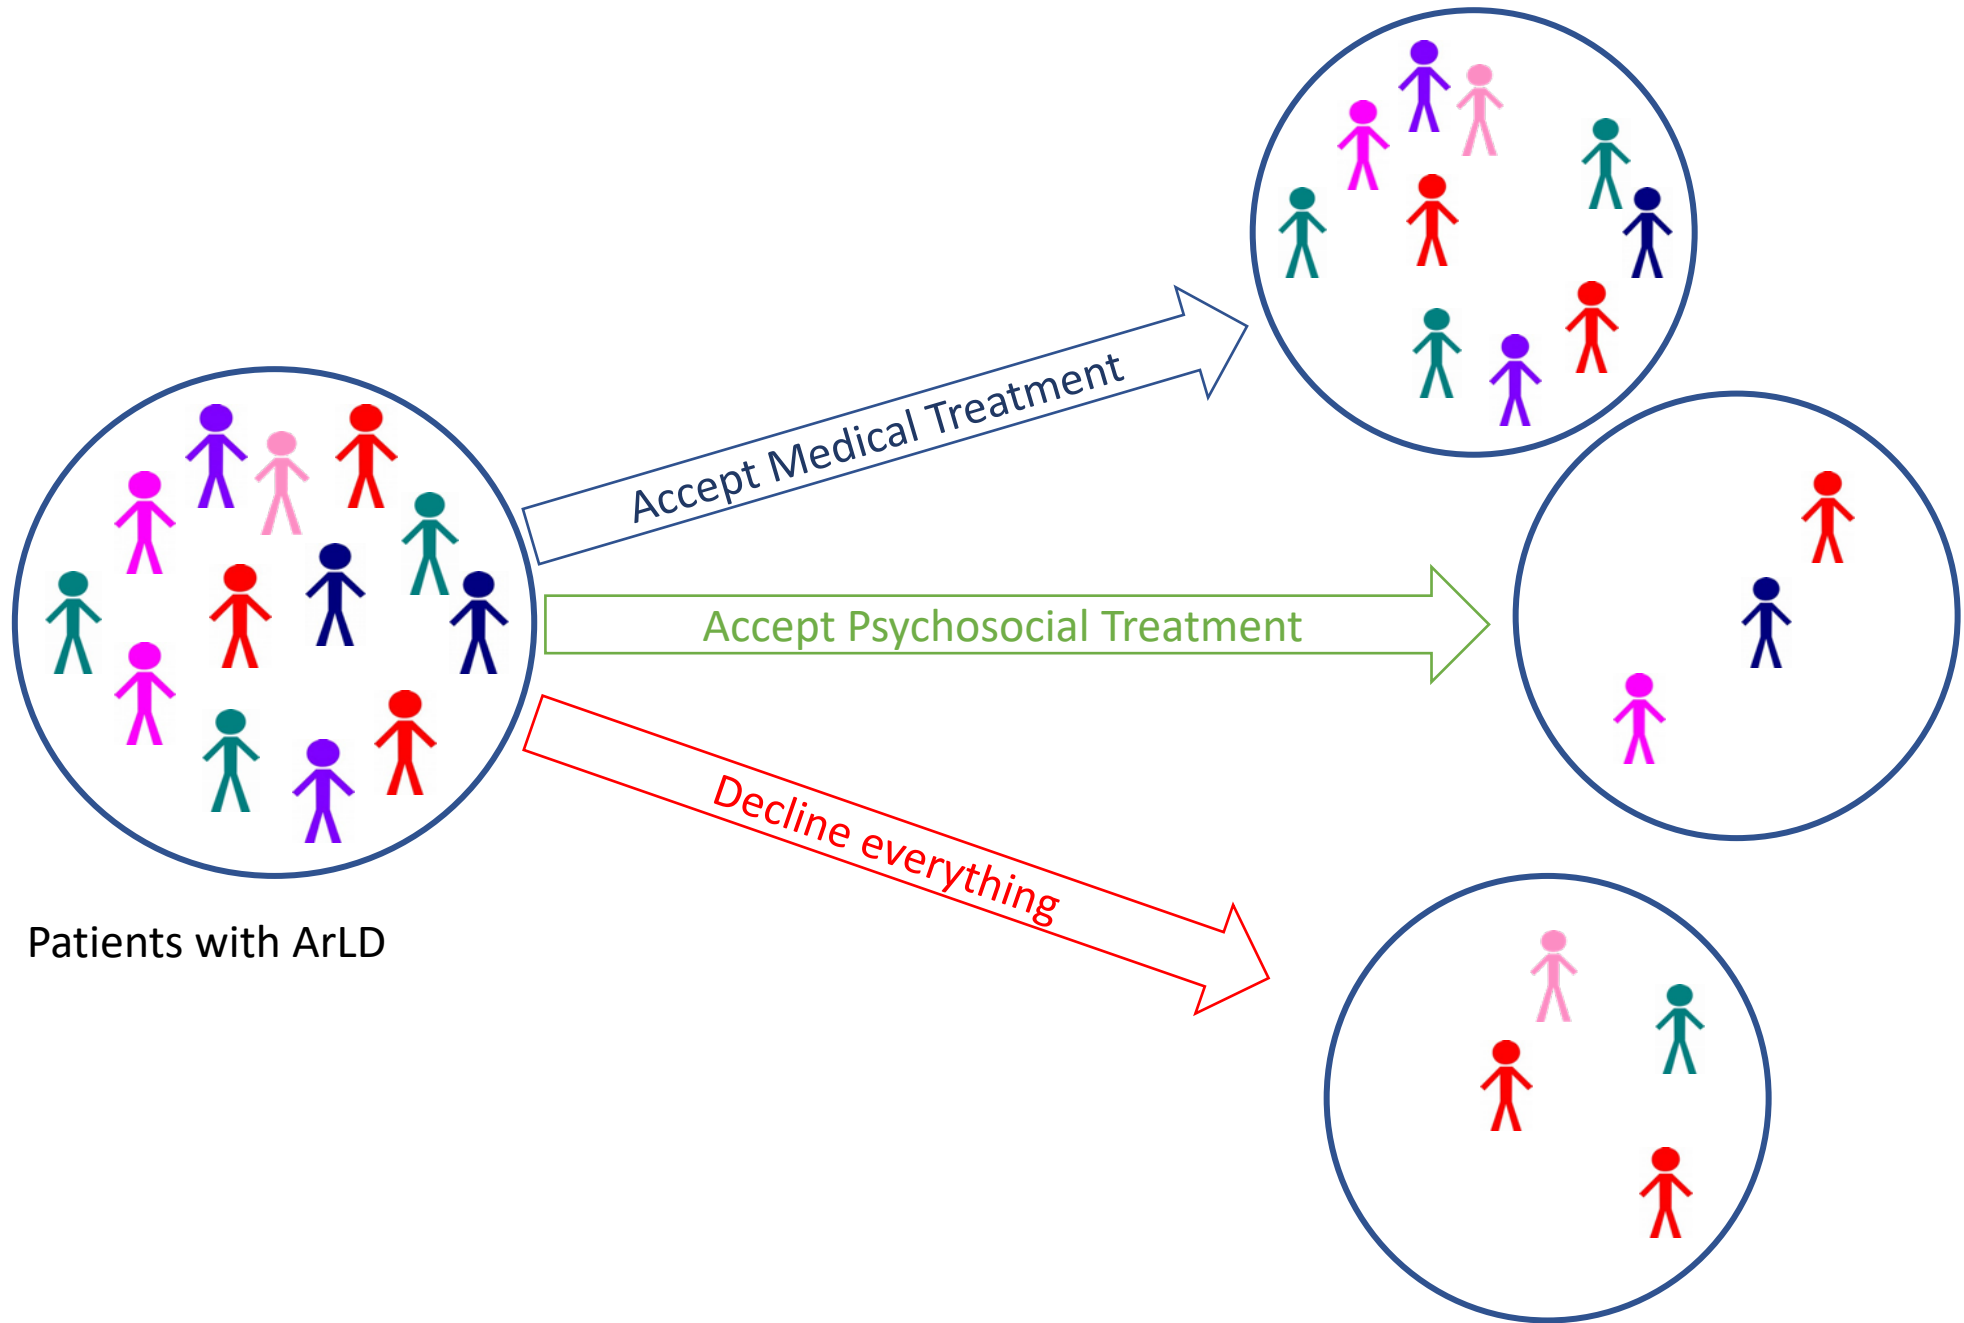 Accept Medical Treatment
Accept Psychosocial Treatment
Decline everything
Patients with ArLD